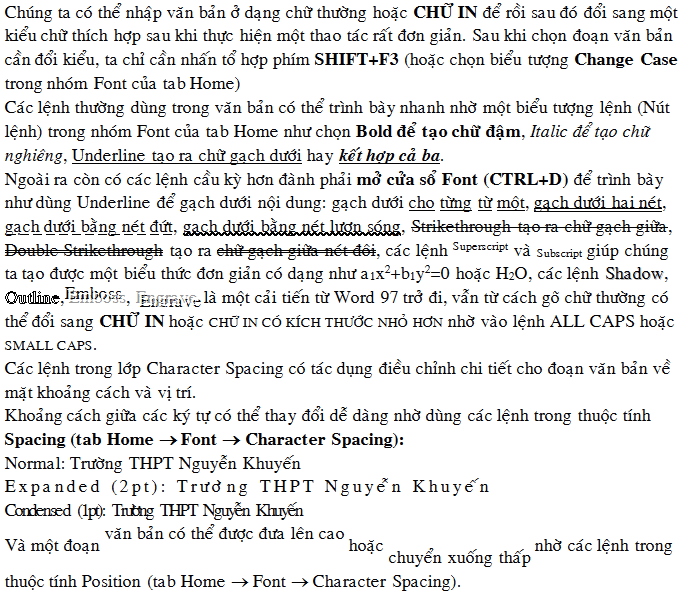 Chúng ta có thể nhập văn bản ở dạng chữ thường hoặc CHỮ IN để rồi sau đó đổi sang một
kiểu chữ thích hợp sau khi thực hiện một thao tác rất đơn giản. Sau khi chọn đoạn văn bản
cần đổi kiểu, ta chỉ cần nhấn tổ hợp phím SHIFT+F3 (hoặc chọn biểu tượng Change Case
trong nhóm Font của tab Home)
Các lệnh thường dùng trong văn bản có thể trình bày nhanh nhờ một biểu tượng lệnh (Nút
lệnh) trong nhóm Font của tab Home như chọn Bold để tạo chữ đậm, Italic để tạo chữ
nghiêng, Underline tạo ra chữ gạch dưới hay kết hợp cả ba.
Ngoài ra còn có các lệnh cầu kỳ hơn đành phải mở cửa sổ Font (CTRL+D) để trình bày
như dùng Underline để gạch dưới nội dung: gạch dưới cho từng từ một, gạch dưới hai nét,
gạch dưới bằng nét đứt, gạch dưới bằng nét lượn sóng, Strikethrough tạo ra chữ gạch giữa,
Double Strikethrough tạo ra chữ gạch giữa nét đôi, các lệnh Superscript và Subscript giúp chúng
ta tạo được một biểu thức đơn giản có dạng như a₁x²+b₁y²=0 hoặc H₂O, các lệnh Shadow,
Outline, Emboss, Engrave là một cải tiến từ Word 97 trở đi, vẫn từ cách gõ chữ thường có
thể đổi sang CHỮ IN hoặc CHỮ IN CÓ KÍCH THƯỚC NHỎ HƠN nhờ vào lệnh ALL CAPS hoặc
SMALL CAPS.
Các lệnh trong lớp Character Spacing có tác dụng điều chỉnh chi tiết cho đoạn văn bản về
mặt khoảng cách và vị trí.
Khoảng cách giữa các ký tự có thể thay đổi dễ dàng nhờ dùng các lệnh trong thuộc tính
Spacing (tab Home → Font → Character Spacing):
Normal: Trường THPT Nguyễn Khuyến
Expanded (2pt): Trường THPT Nguyễn Khuyến
Condensed (1pt): Trường THPT Nguyễn Khuyến
Và một đoạn văn bản có thể được đưa lên cao hoặc chuyển xuống thấp nhờ các lệnh trong
thuộc tính Position (tab Home → Font → Character Spacing).